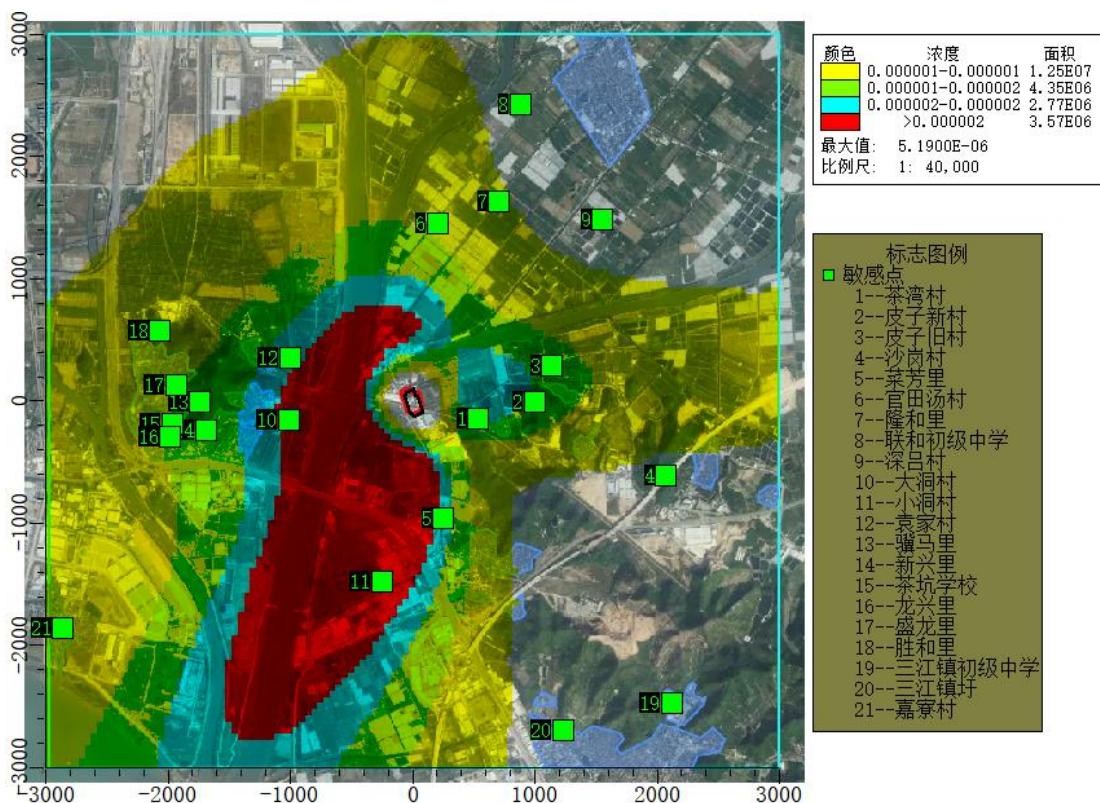 颜色 浓度 面积
0.000001-0.000001 1.25E07
0.000001-0.000002 4.35E06
0.000002-0.000002 2.77E06
>0.000002 3.57E06
最大值: 5.1900E-06
比例尺: 1: 40,000
标志图例
敏感点
1--茶湾村
2--皮子新村
3--皮子旧村
4--沙岗村
5--菜芳里
6--官田汤村
7--隆和里
8--联和初级中学
9--深吕村
10--大洞村
11--小洞村
12--袁家村
13--骥马里
14--新兴里
15--茶坑学校
16--龙兴里
17--盛龙里
18--胜和里
19--三江镇初级中学
20--三江镇圩
21--嘉寮村
3000
2000
1000
0
-1000
-2000
-3000
8
7
9
6
18
12
3
17
13
2
10
1
15
4
16
4
5
11
21
19
20
-3000 -2000 -1000 0 1000 2000 3000